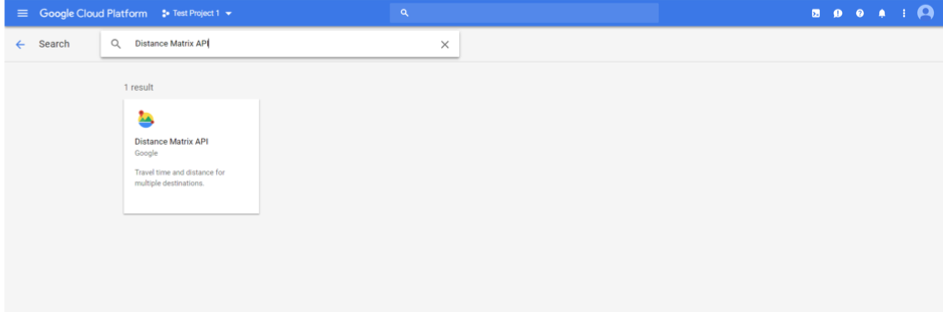 Google Cloud Platform
Test Project 1
Search
Distance Matrix API
1 result
Distance Matrix API
Google
Travel time and distance for
multiple destinations.